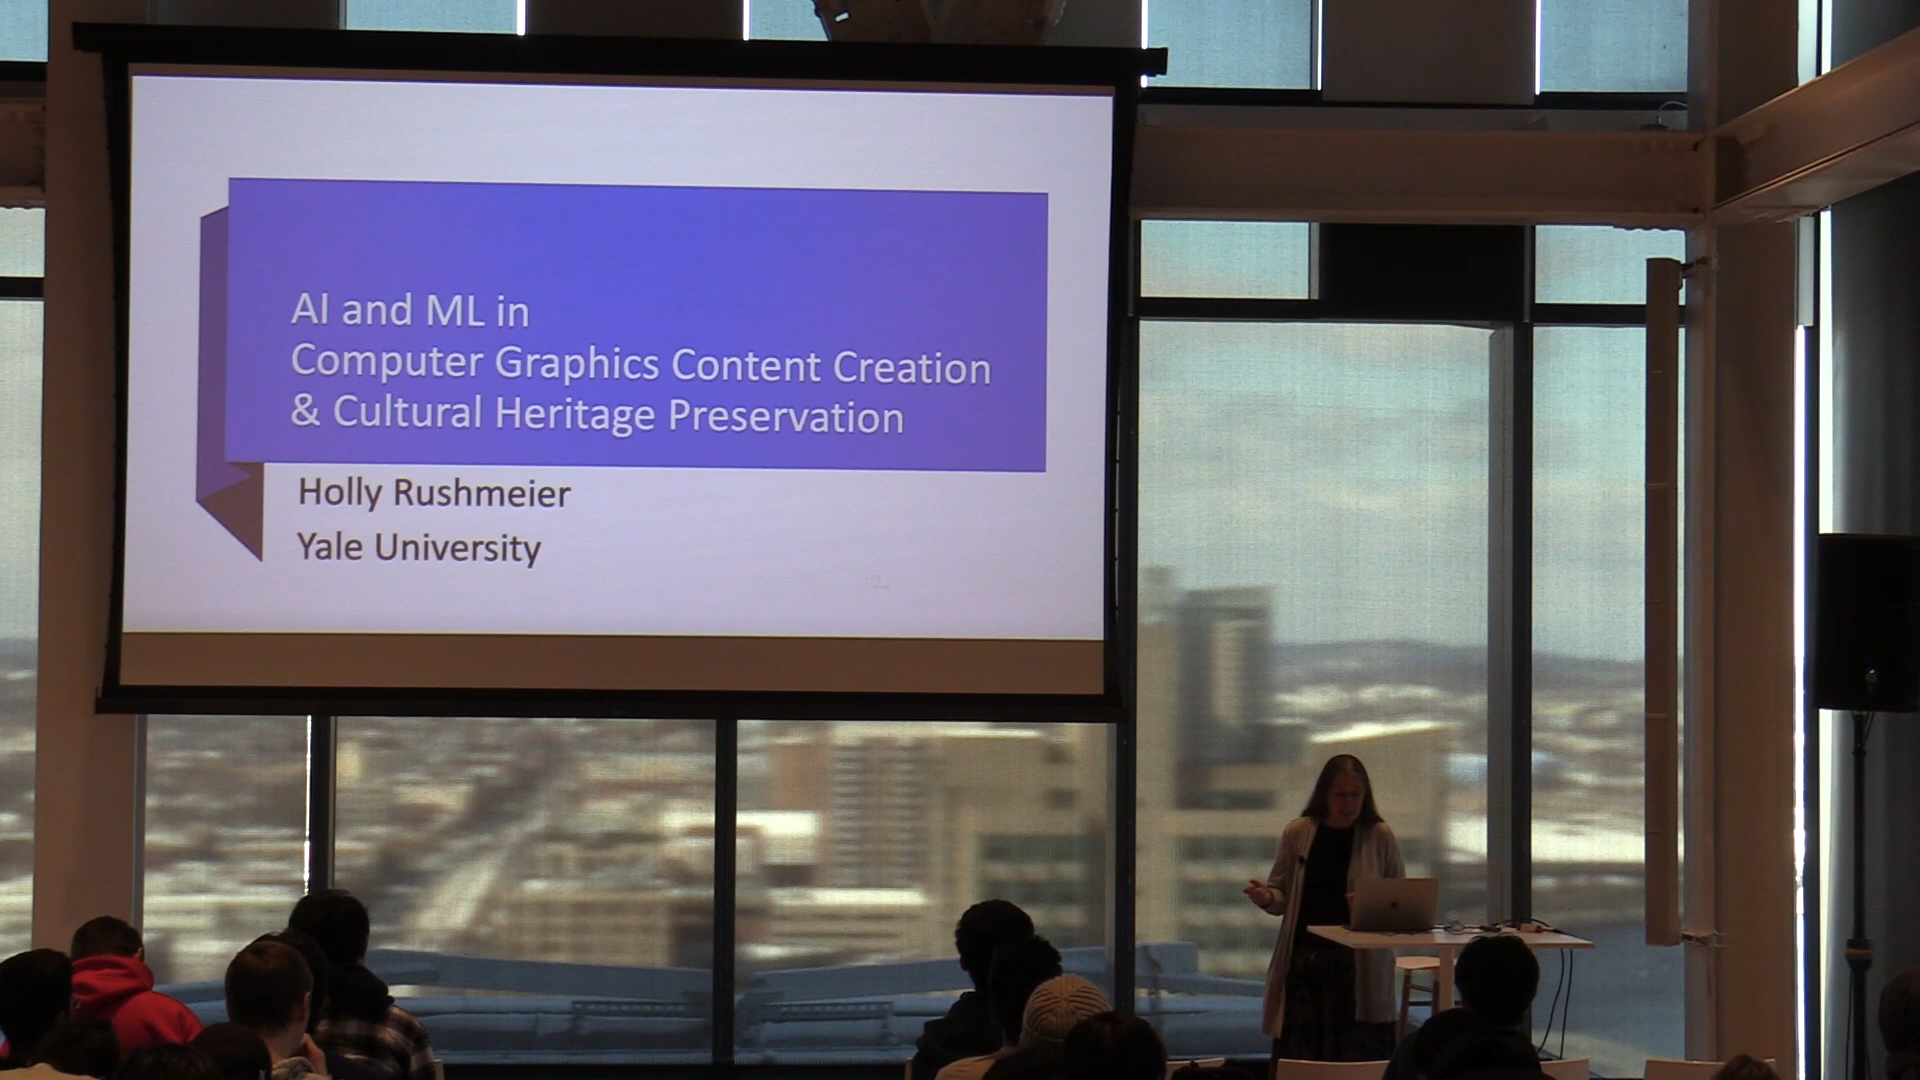 AI and ML in
Computer Graphics Content Creation
& Cultural Heritage Preservation
Holly Rushmeier
Yale University